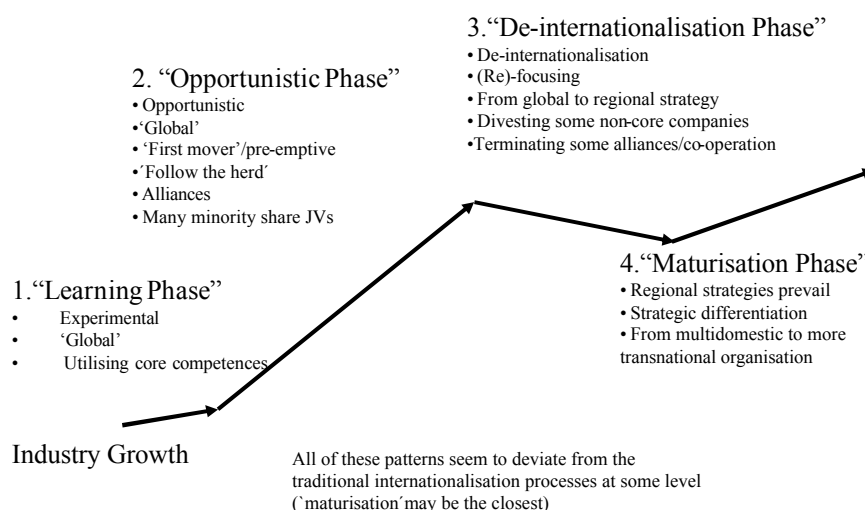 3.“De-internationalisation Phase”
• De-internationalisation
• (Re)-focusing
• From global to regional strategy
• Divesting some non-core companies
•Terminating some alliances/co-operation
2. “Opportunistic Phase”
• Opportunistic
•‘Global’
• ‘First mover’/pre-emptive
•´Follow the herd´
• Alliances
• Many minority share JVs
1.“Learning Phase”
• Experimental
• ‘Global’
• Utilising core competences
4.“Maturisation Phase”
• Regional strategies prevail
• Strategic differentiation
• From multidomestic to more
transnational organisation
Industry Growth
All of these patterns seem to deviate from the
traditional internationalisation processes at some level
(`maturisation´may be the closest)